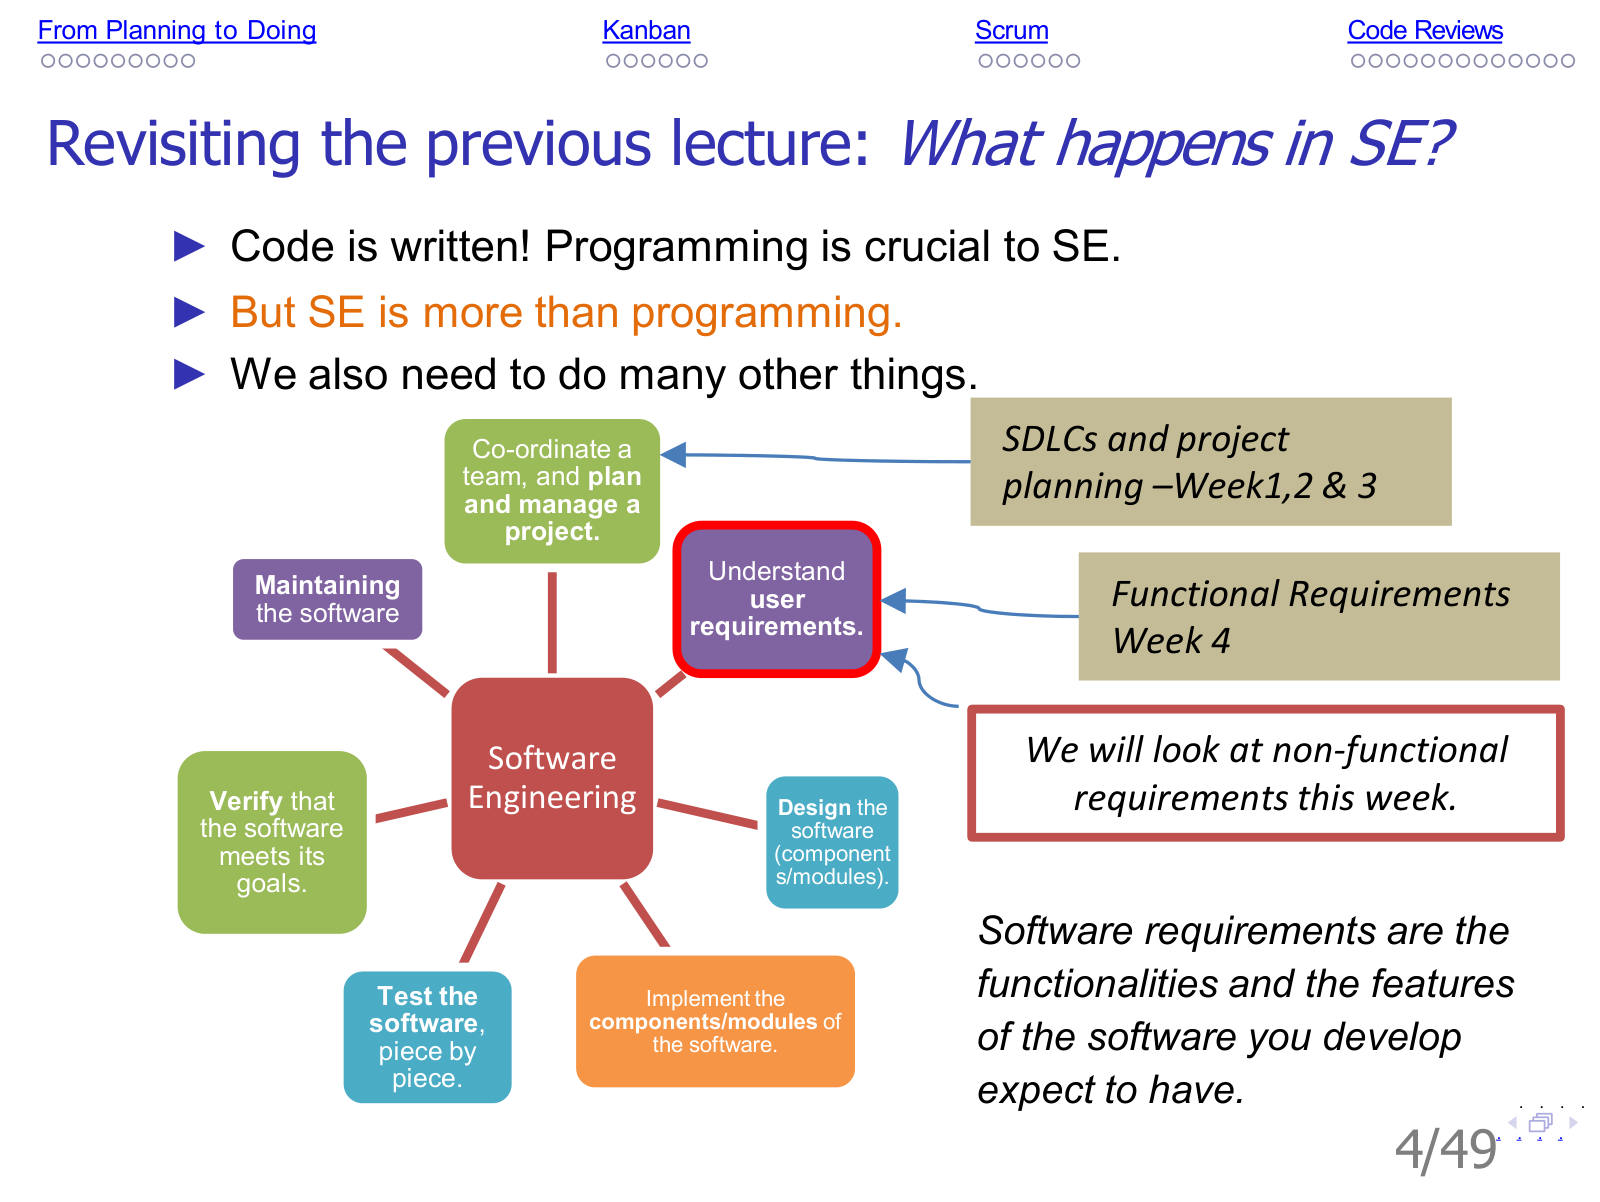 From Planning to Doing
Kanban
Scrum
Code Reviews
Revisiting the previous lecture: What happens in SE?
Code is written! Programming is crucial to SE.
But SE is more than programming.
We also need to do many other things.
Co-ordinate a
team, and plan
and manage a
project.
SDLCs and project
planning –Week1,2 & 3
Understand
user
requirements.
Functional Requirements
Week 4
Maintaining
the software
We will look at non-functional
requirements this week.
Software
Engineering
Verify that
the software
meets its
goals.
Design the
software
(component
s/modules).
Test the
software,
piece by
piece.
Implement the
components/modules of
the software.
Software requirements are the
functionalities and the features
of the software you develop
expect to have.
4/49